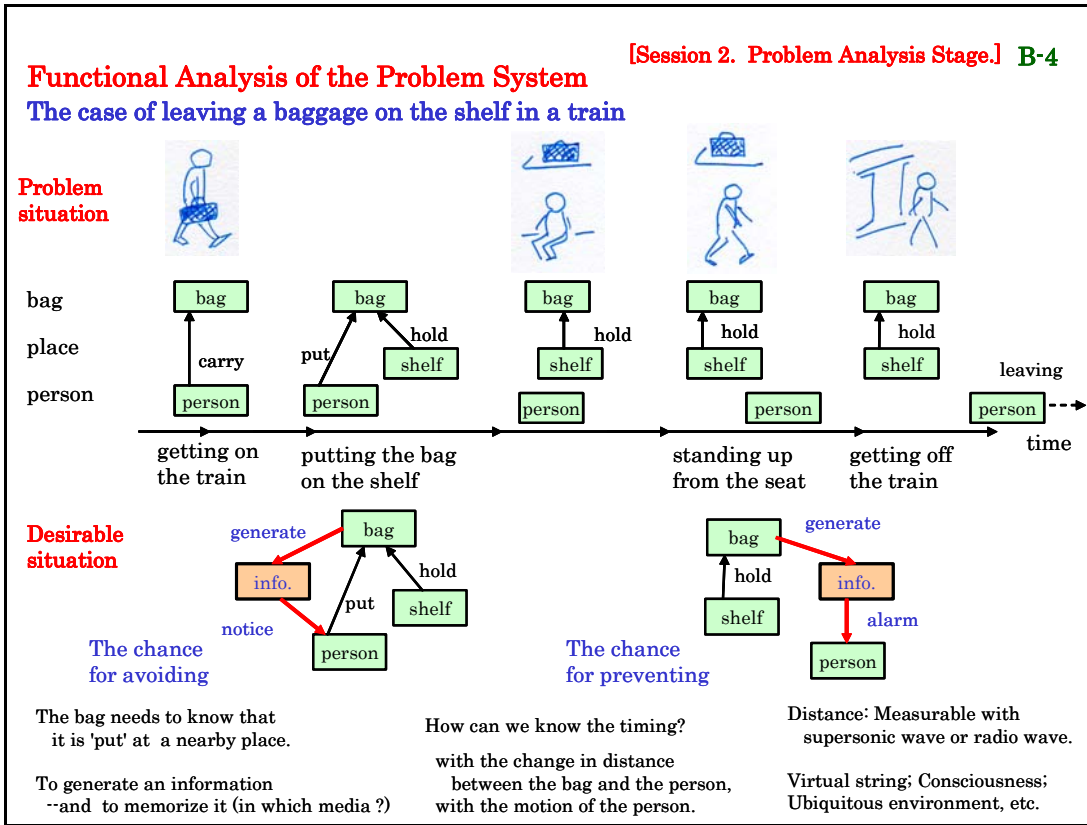 [Session 2. Problem Analysis Stage.] B-4
Functional Analysis of the Problem System
The case of leaving a baggage on the shelf in a train
Problem
situation
bag
place
person
bag
carry
person
bag
put
hold
shelf
person
bag
hold
shelf
person
bag
hold
shelf
person
bag
hold
shelf
leaving
person
time
getting on
the train
putting the bag
on the shelf
standing up
from the seat
getting off
the train
Desirable
situation
generate
bag
info.
hold
put
shelf
notice
person
The chance
for avoiding
generate
bag
hold
info.
shelf
alarm
person
The chance
for preventing
The bag needs to know that
it is 'put' at a nearby place.
To generate an information
--and to memorize it (in which media ?)
How can we know the timing?
with the change in distance
between the bag and the person,
with the motion of the person.
Distance: Measurable with
supersonic wave or radio wave.
Virtual string; Consciousness;
Ubiquitous environment, etc.